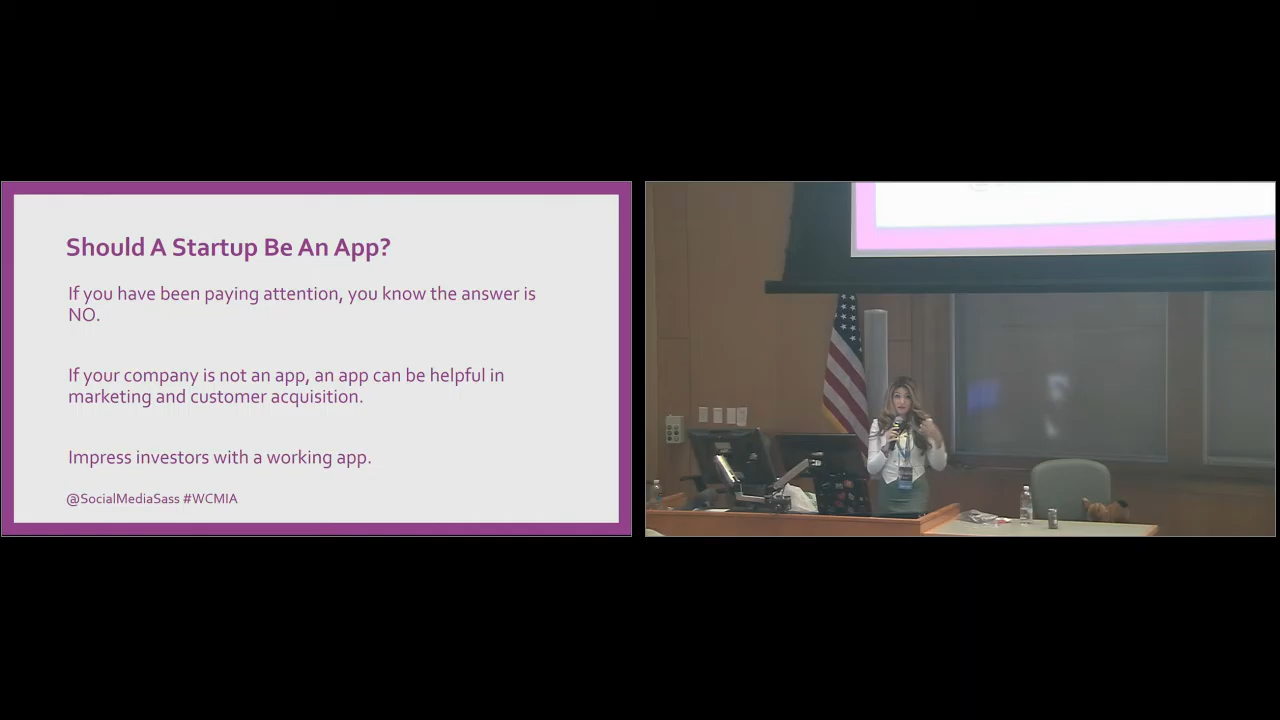 Should A Startup Be An App?
If you have been paying attention, you know the answer is
NO.
If your company is not an app, an app can be helpful in
marketing and customer acquisition.
Impress investors with a working app.
@SocialMediaSass #WCMIA